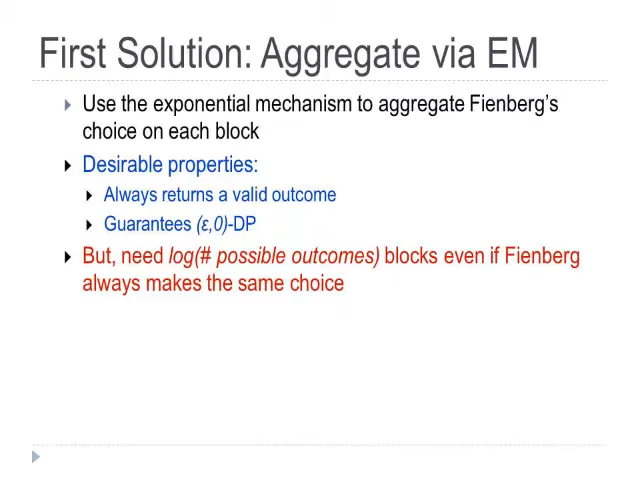 First Solution: Aggregate via EM
Use the exponential mechanism to aggregate Fienberg's
choice on each block
Desirable properties:
Always returns a valid outcome
Guarantees (ε,0)-DP
But, need log(# possible outcomes) blocks even if Fienberg
always makes the same choice